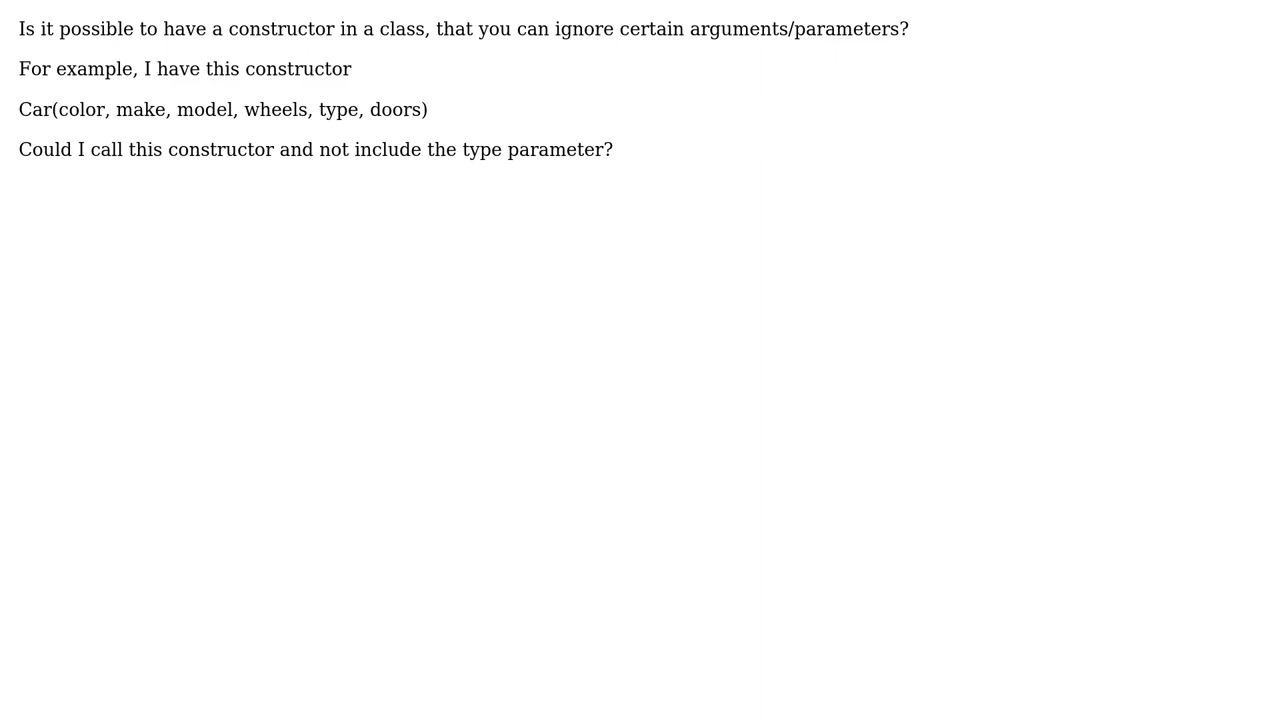 Is it possible to have a constructor in a class, that you can ignore certain arguments/parameters?
For example, I have this constructor
Car(color, make, model, wheels, type, doors)
Could I call this constructor and not include the type parameter?